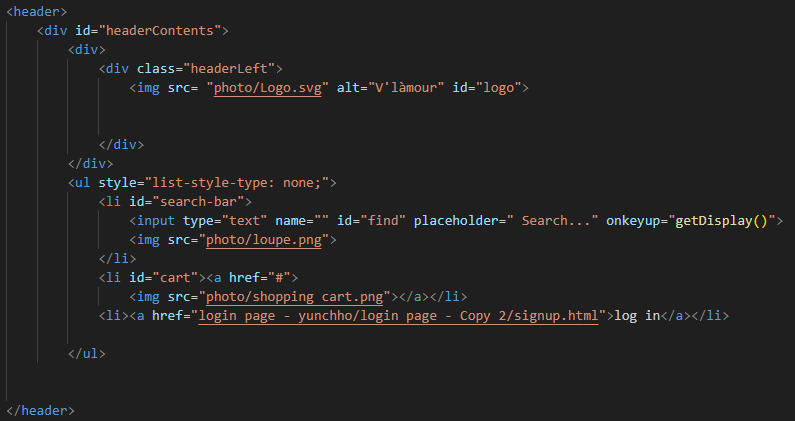 <header>
<div id="headerContents">
<div>
<div class="headerLeft">
<img src= "photo/Logo.svg" alt="V'làmour" id="logo">
</div>
</div>
<ul style="list-style-type: none;">
<li id="search-bar">
<input type="text" name="" id="find" placeholder=" Search..." onkeyup="getDisplay()">
<img src="photo/loupe.png">
</li>
<li id="cart"><a href="#">
<img src="photo/shopping cart.png"></a></li>
<li><a href="login page - yunchho/login page - Copy 2/signup.html">log in</a></li>
</ul>
</header>